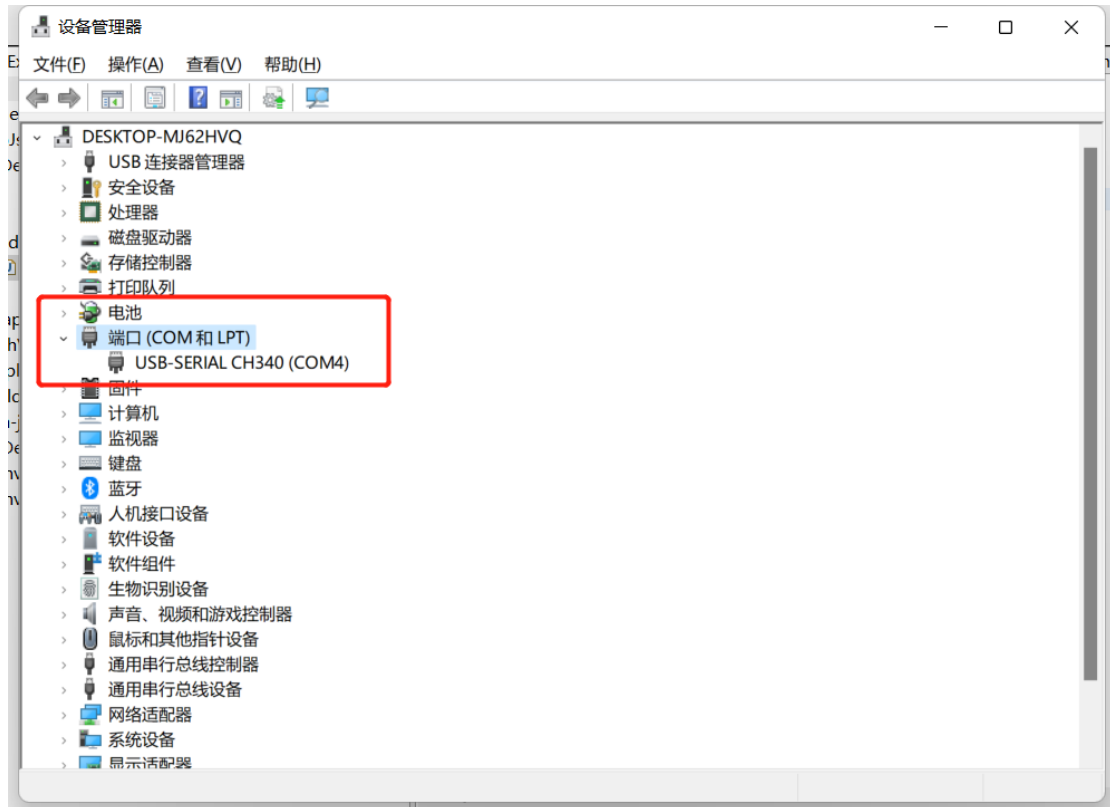 设备管理器
文件(F) 操作(A) 查看(V) 帮助(H)
DESKTOP-MJ62HVQ
USB 连接器管理器
安全设备
处理器
磁盘驱动器
存储控制器
打印队列
电池
端口 (COM 和 LPT)
USB-SERIAL CH340 (COM4)
固件
计算机
监视器
键盘
蓝牙
人机接口设备
软件设备
软件组件
生物识别设备
声音、视频和游戏控制器
鼠标和其他指针设备
通用串行总线控制器
通用串行总线设备
网络适配器
系统设备
显示适配器